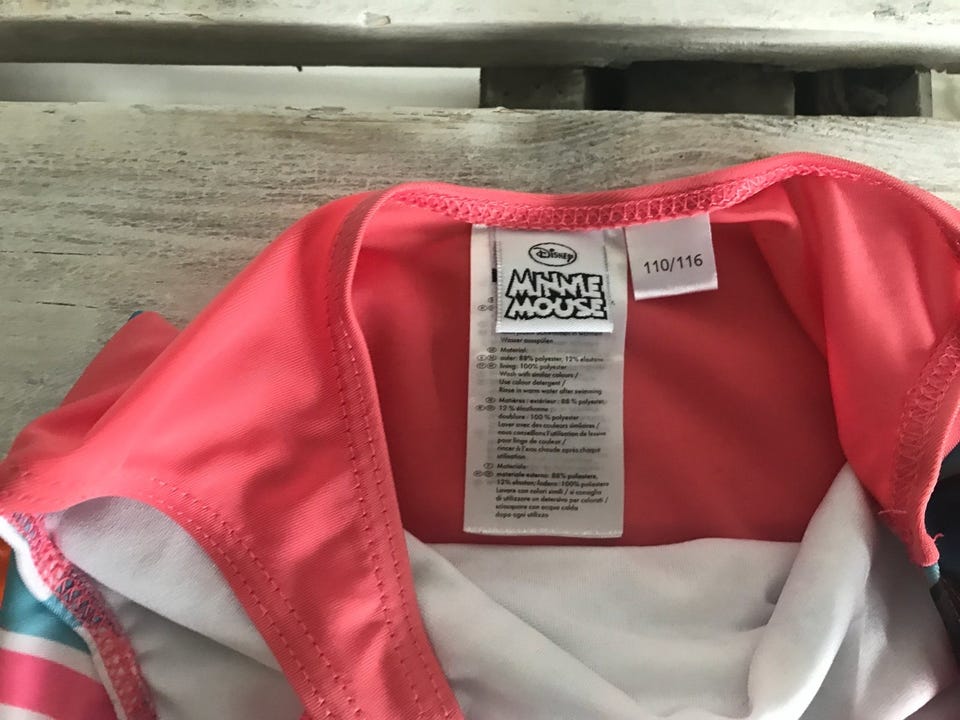 Disney
MINNIE
MOUSE
110/116
Wasser ausspülen
Material:
outer: 88% polyester, 12% elastane
lining: 100% polyester
Wash with similar colours /
Use colour detergent /
Rinse in warm water after swimming
Matières: extérieur: 88 % polyester,
12 % élasthanne
doublure: 100 % polyester
Laver avec des couleurs similaires /
nous conseillons l'utilisation de lessive
pour linge de couleur /
rincer à l'eau chaude après chaque
utilisation
Materiale:
materiale esterno: 88% poliestere,
12% elastan; fodera: 100% poliestere
Lavare con colori simili / si consiglia
di utilizzare un detersivo per colorati /
sciacquare con acqua calda
dopo ogni utilizzo